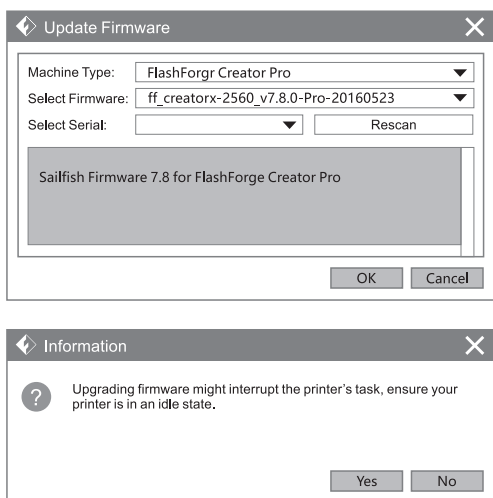 Update Firmware
Machine Type: FlashForgr Creator Pro
Select Firmware: ff_creatorx-2560_v7.8.0-Pro-20160523
Select Serial: Rescan
Sailfish Firmware 7.8 for FlashForge Creator Pro
OK Cancel
Information
? Upgrading firmware might interrupt the printer's task, ensure your
printer is in an idle state.
Yes No